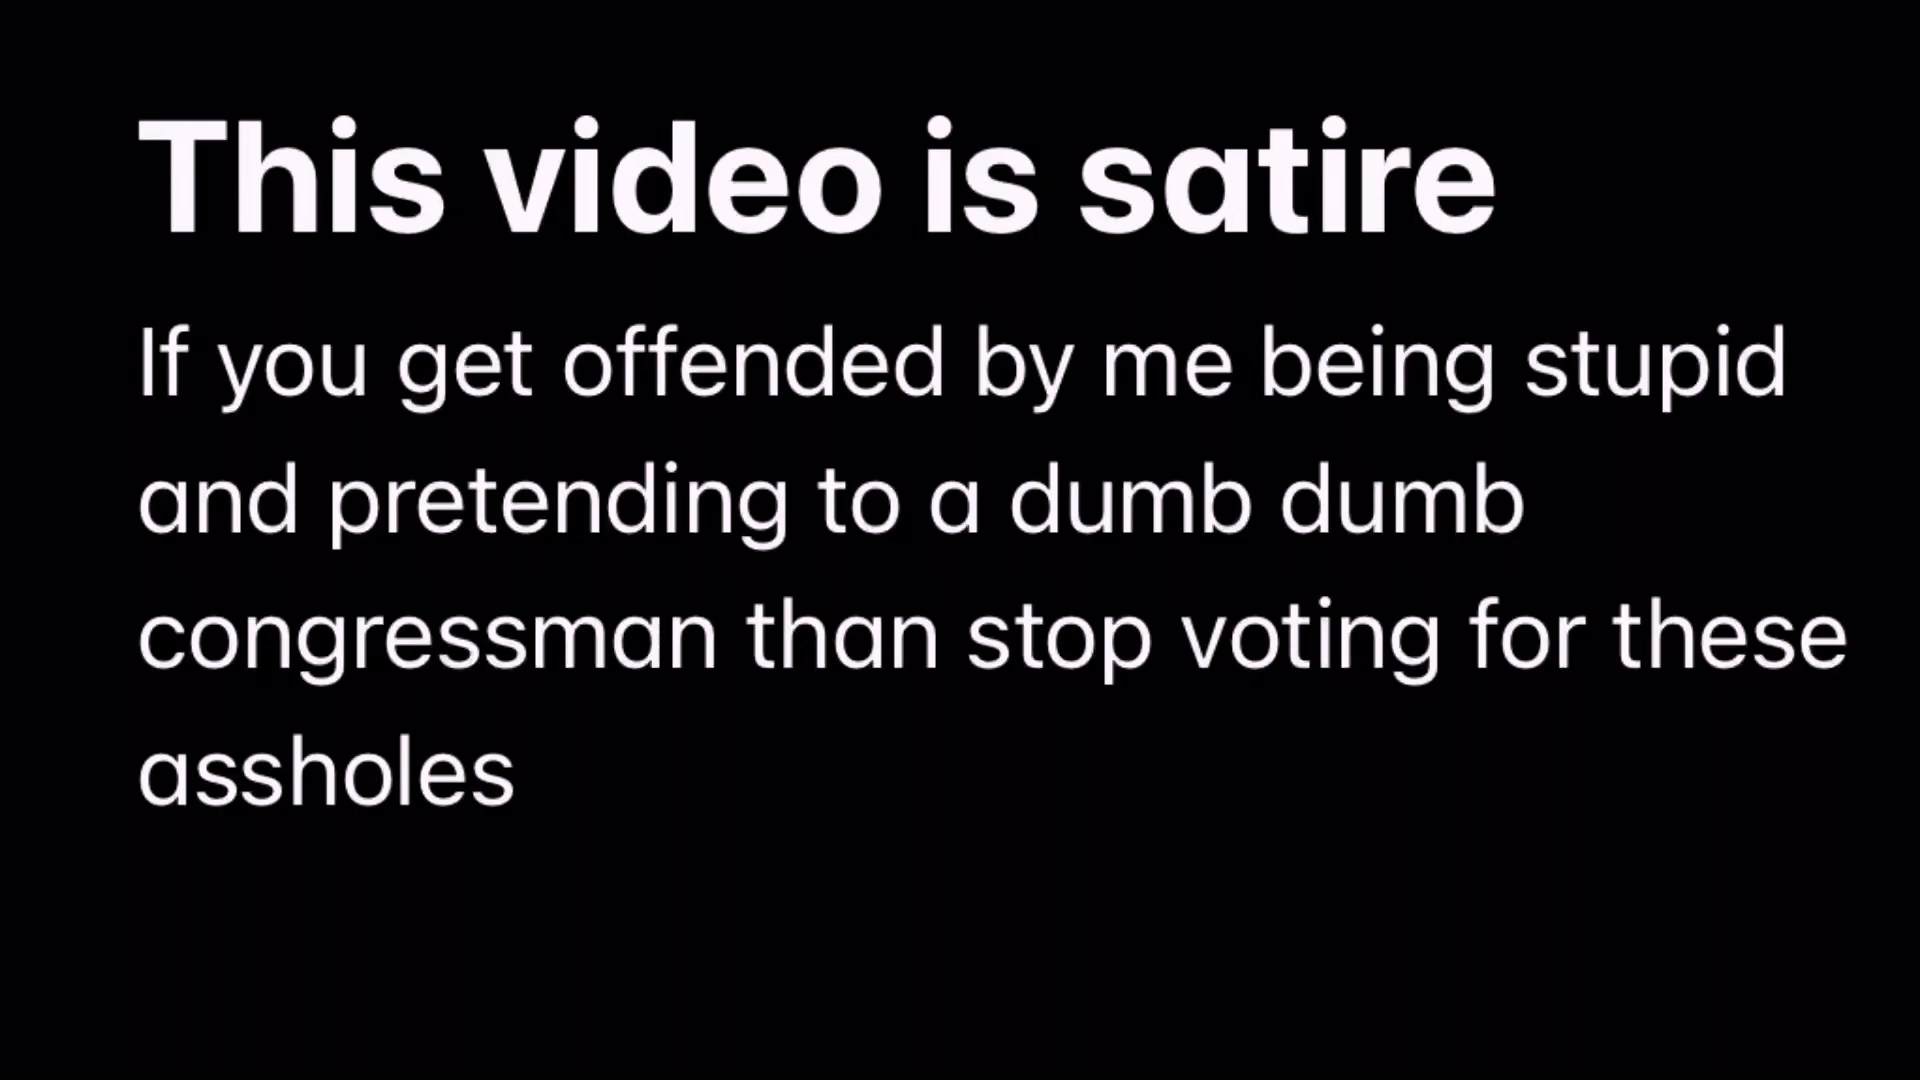 This video is satire
If you get offended by me being stupid
and pretending to a dumb dumb
congressman than stop voting for these
assholes